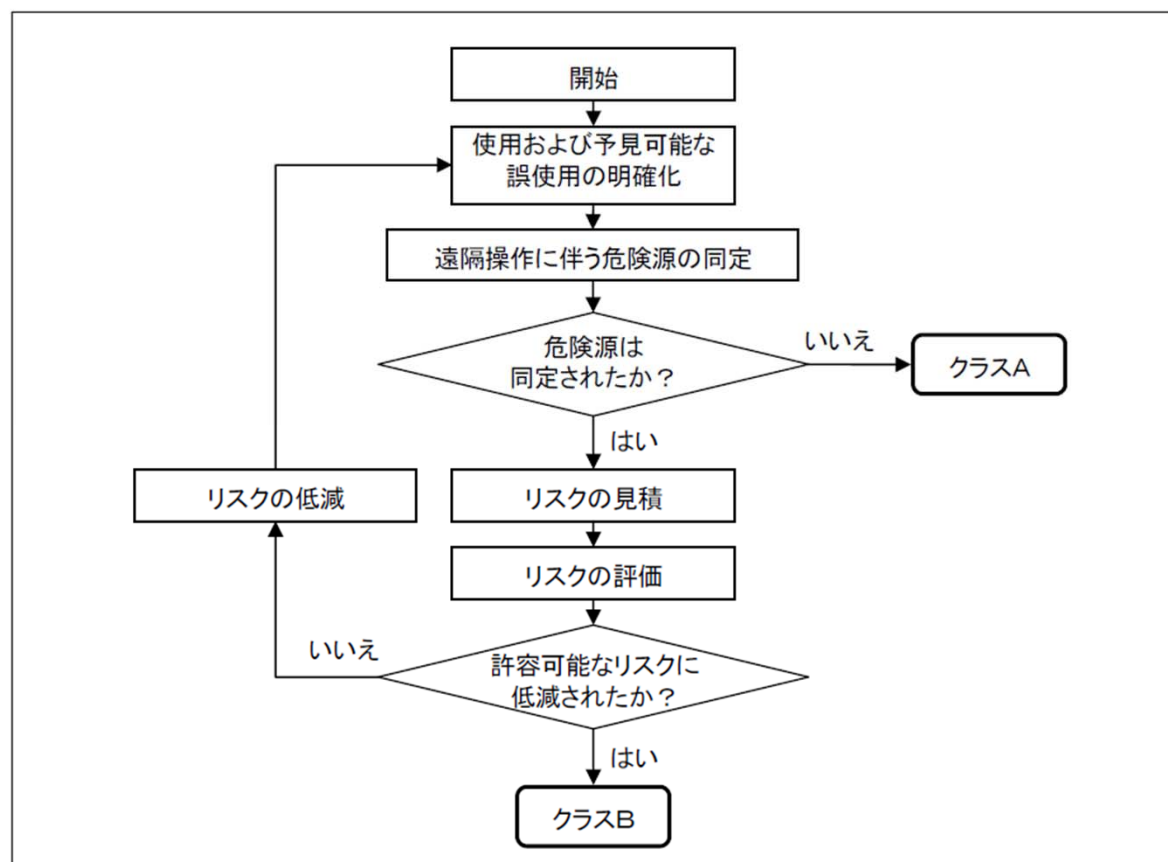 開始
使用および予見可能な
誤使用の明確化
遠隔操作に伴う危険源の同定
危険源は
同定されたか？
いいえ
クラスA
はい
リスクの見積
リスクの低減
リスクの評価
いいえ
許容可能なリスクに
低減されたか？
はい
クラスB